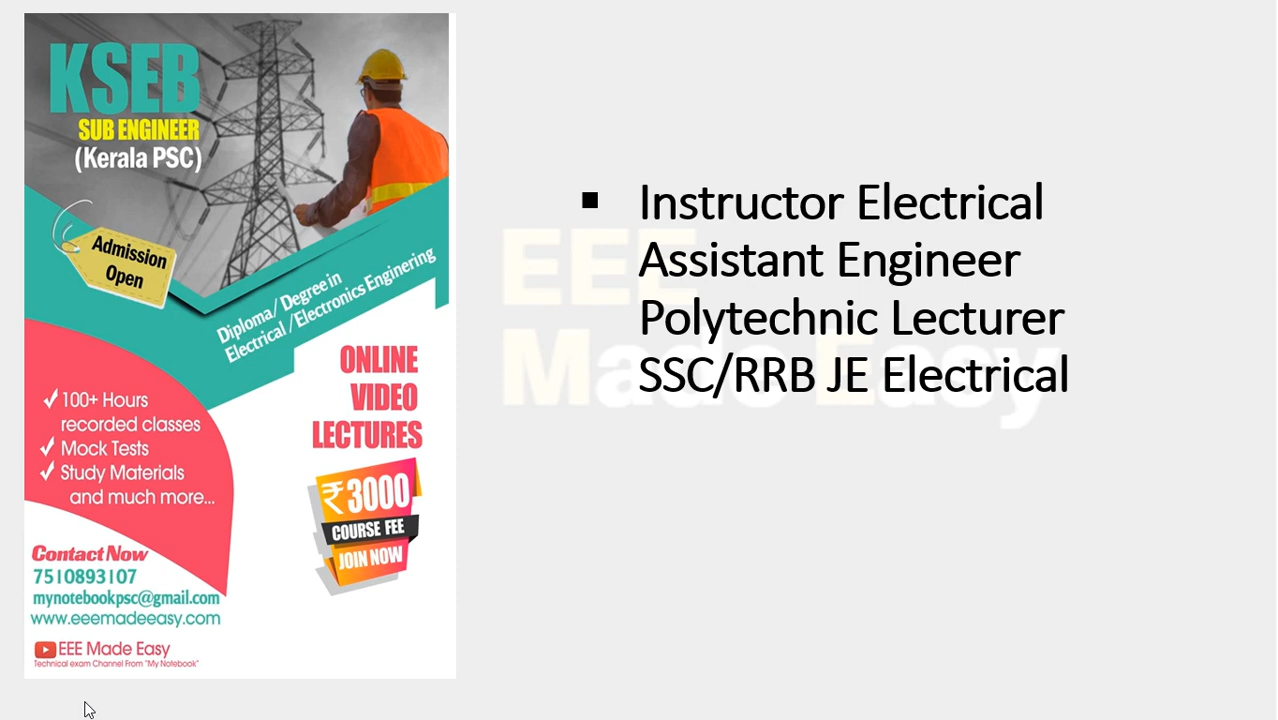 KSEB
SUB ENGINEER
(Kerala PSC)
Admission
Open
Diploma/ Degree in
Electrical /Electronics Enginering
ONLINE
VIDEO
LECTURES
100+ Hours
recorded classes
Mock Tests
Study Materials
and much more...
₹3000
COURSE FEE
JOIN NOW
Contact Now
7510893107
mynotebookpsc@gmail.com
www.eeemadeeasy.com
EEE Made Easy
Technical exam Channel From "My Notebook"
Instructor Electrical
Assistant Engineer
Polytechnic Lecturer
SSC/RRB JE Electrical
EEE
Made Easy